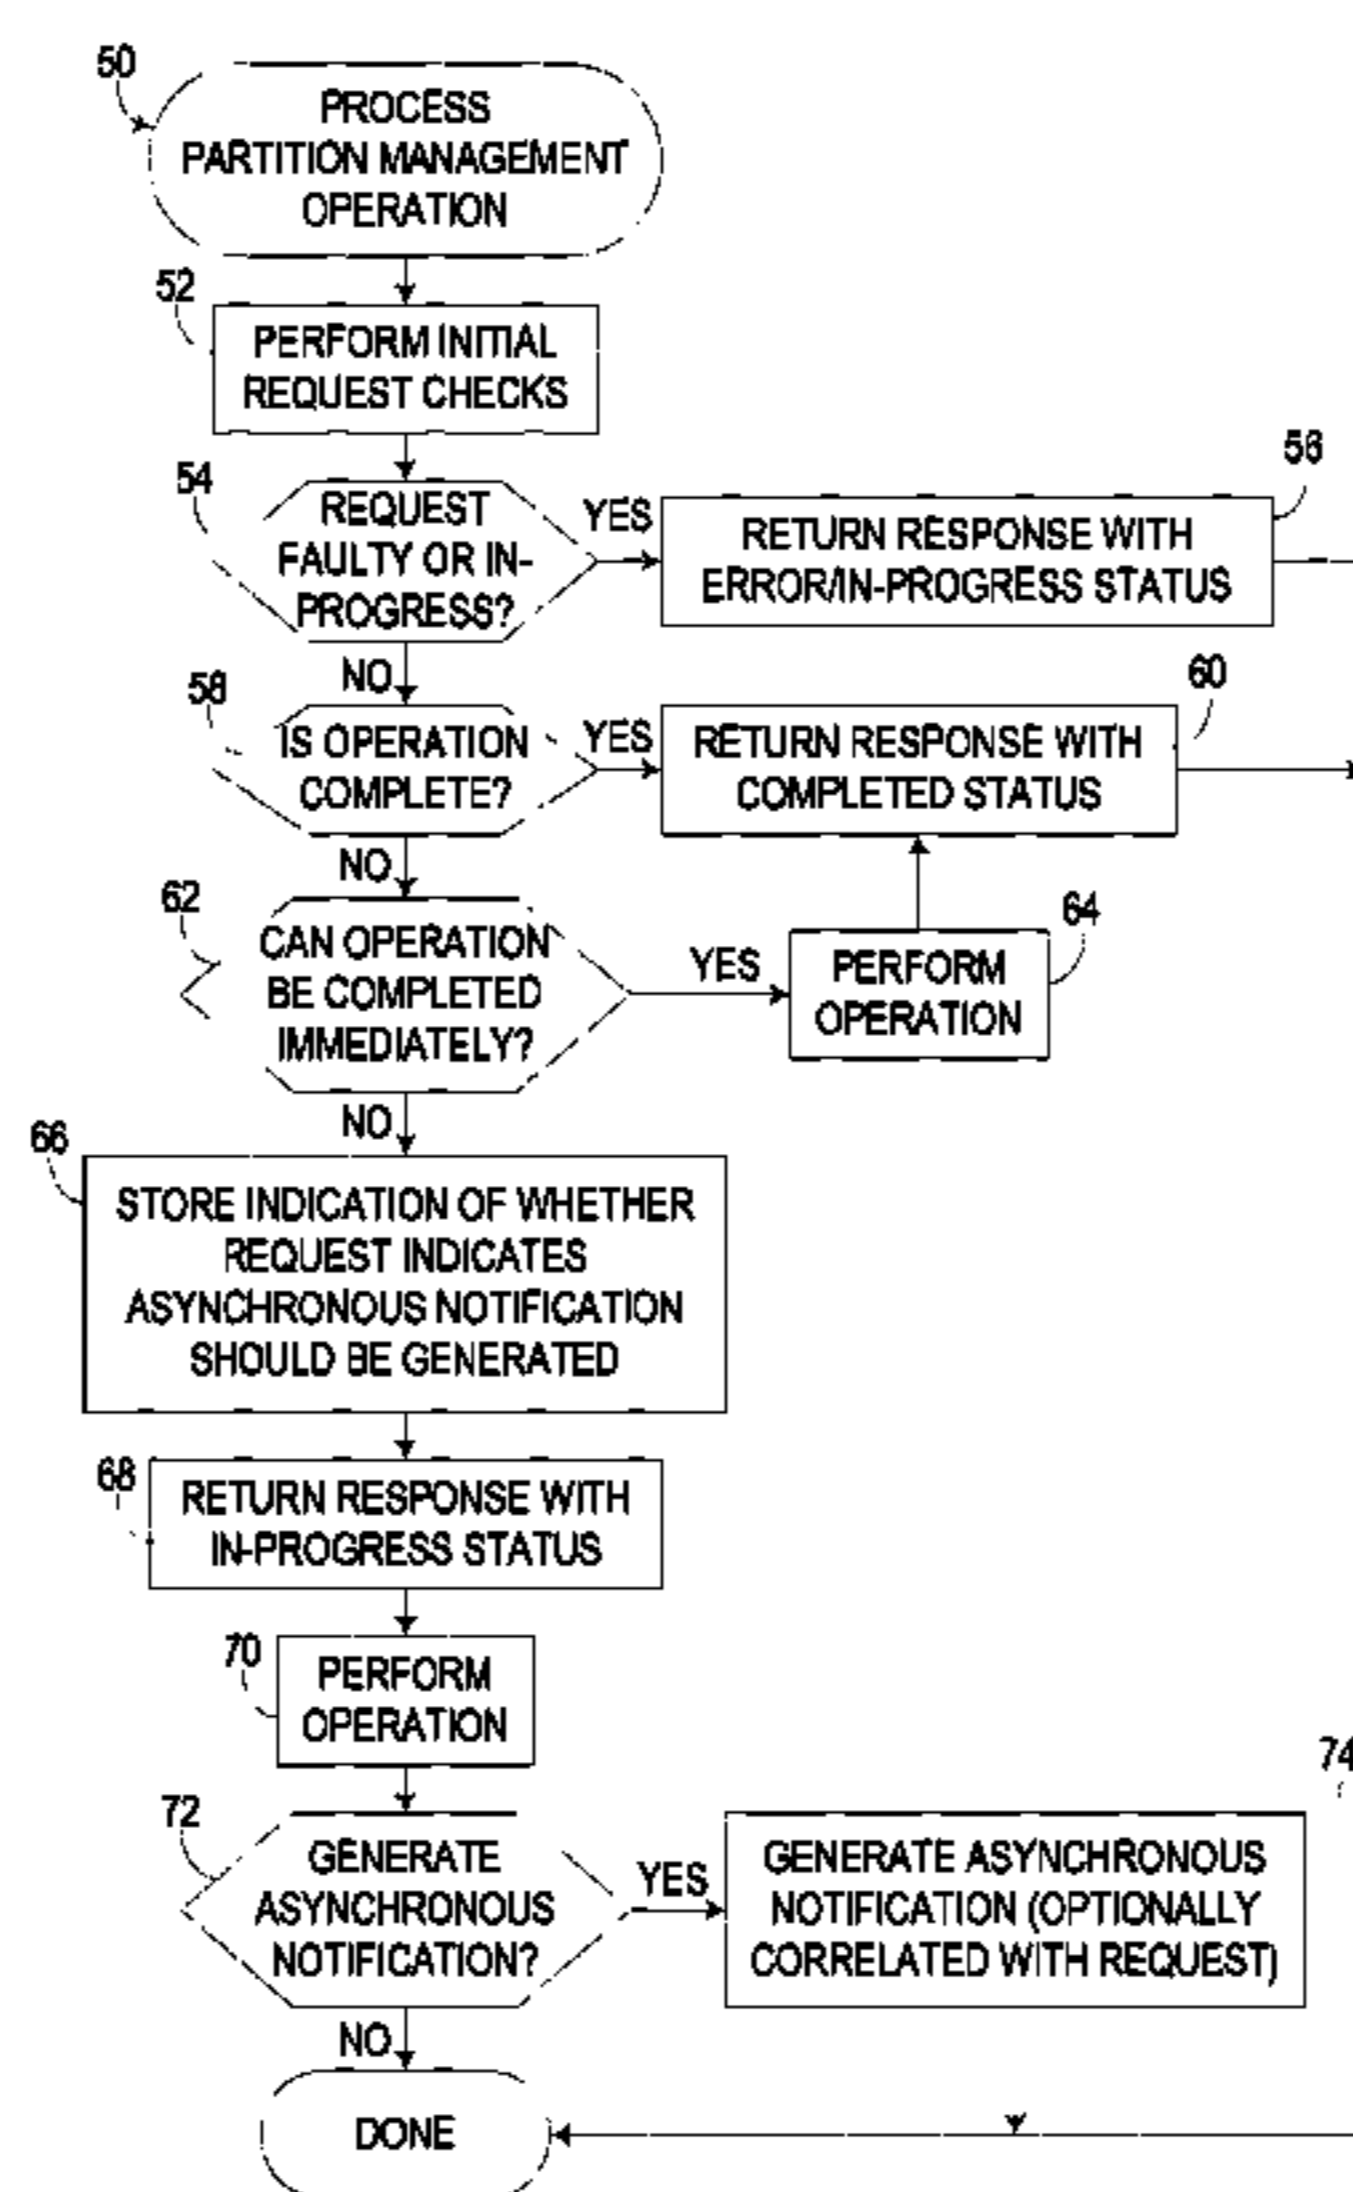 50
PROCESS
PARTITION MANAGEMENT
OPERATION
52
PERFORM INITIAL
REQUEST CHECKS
54
REQUEST
FAULTY OR IN-
PROGRESS?
YES
56
RETURN RESPONSE WITH
ERROR/IN-PROGRESS STATUS
NO
58
IS OPERATION
COMPLETE?
YES
60
RETURN RESPONSE WITH
COMPLETED STATUS
NO
62
CAN OPERATION
BE COMPLETED
IMMEDIATELY?
YES
64
PERFORM
OPERATION
NO
66
STORE INDICATION OF WHETHER
REQUEST INDICATES
ASYNCHRONOUS NOTIFICATION
SHOULD BE GENERATED
68
RETURN RESPONSE WITH
IN-PROGRESS STATUS
70
PERFORM
OPERATION
72
GENERATE
ASYNCHRONOUS
NOTIFICATION?
YES
74
GENERATE ASYNCHRONOUS
NOTIFICATION (OPTIONALLY
CORRELATED WITH REQUEST)
NO
DONE